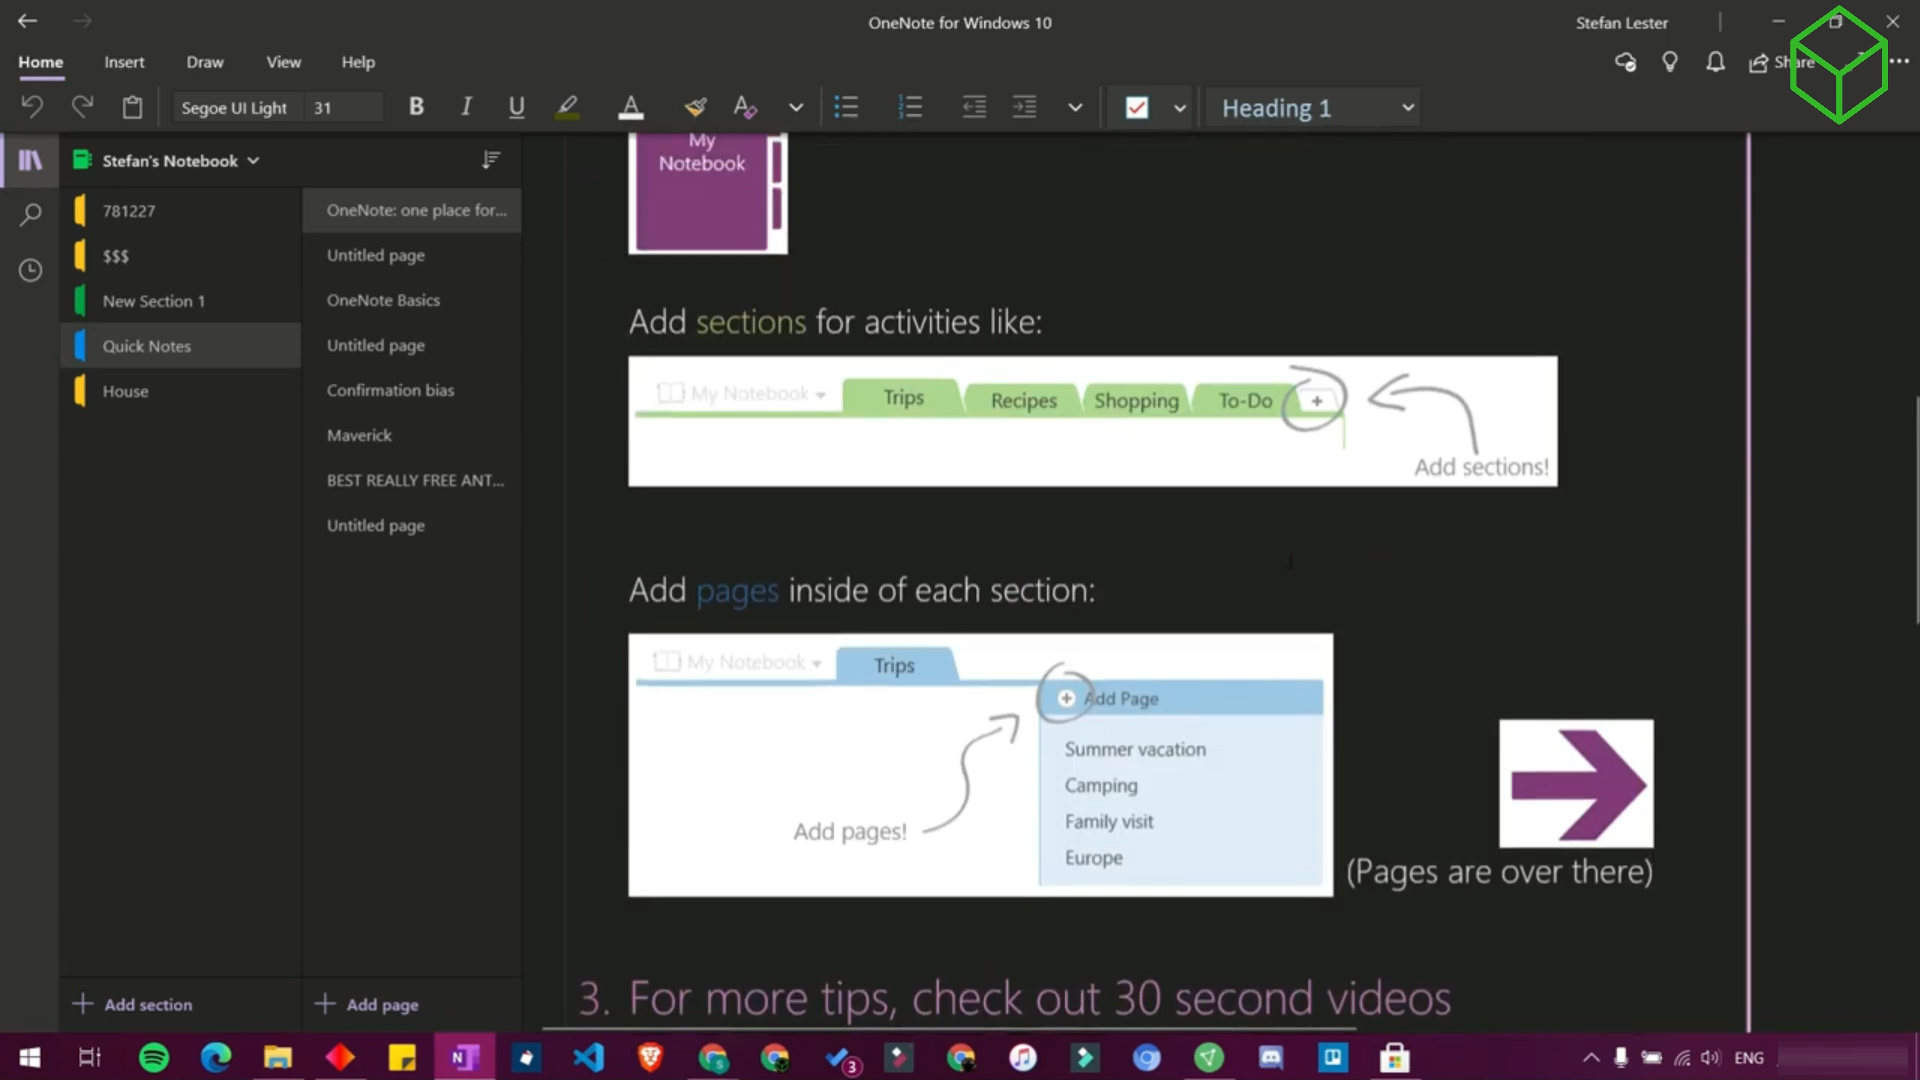 OneNote for Windows 10
Stefan Lester
Home Insert Draw View Help
Share
Segoe UI Light 31 B I U A A Heading 1
Stefan's Notebook
781227
$$$
New Section 1
Quick Notes
House
Add section
OneNote: one place for...
Untitled page
OneNote Basics
Untitled page
Confirmation bias
Maverick
BEST REALLY FREE ANT...
Untitled page
Add page
My
Notebook
Add sections for activities like:
My Notebook Trips Recipes Shopping To-Do +
Add sections!
Add pages inside of each section:
My Notebook Trips
+ Add Page
Summer vacation
Camping
Family visit
Europe
Add pages!
(Pages are over there)
3. For more tips, check out 30 second videos
N S 3 ENG